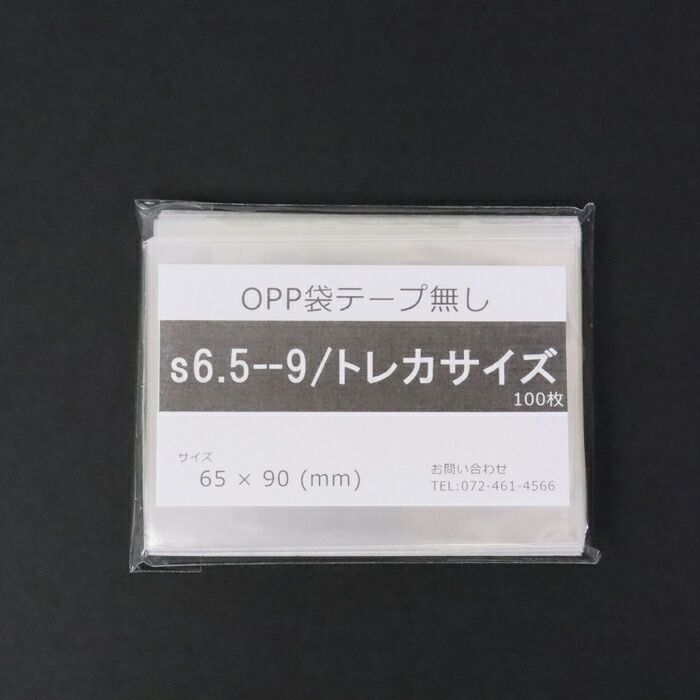 OPP袋テープ無し
s6.5--9/トレカサイズ
100枚
サイズ
65 × 90 (mm)
お問い合わせ
TEL:072-461-4566